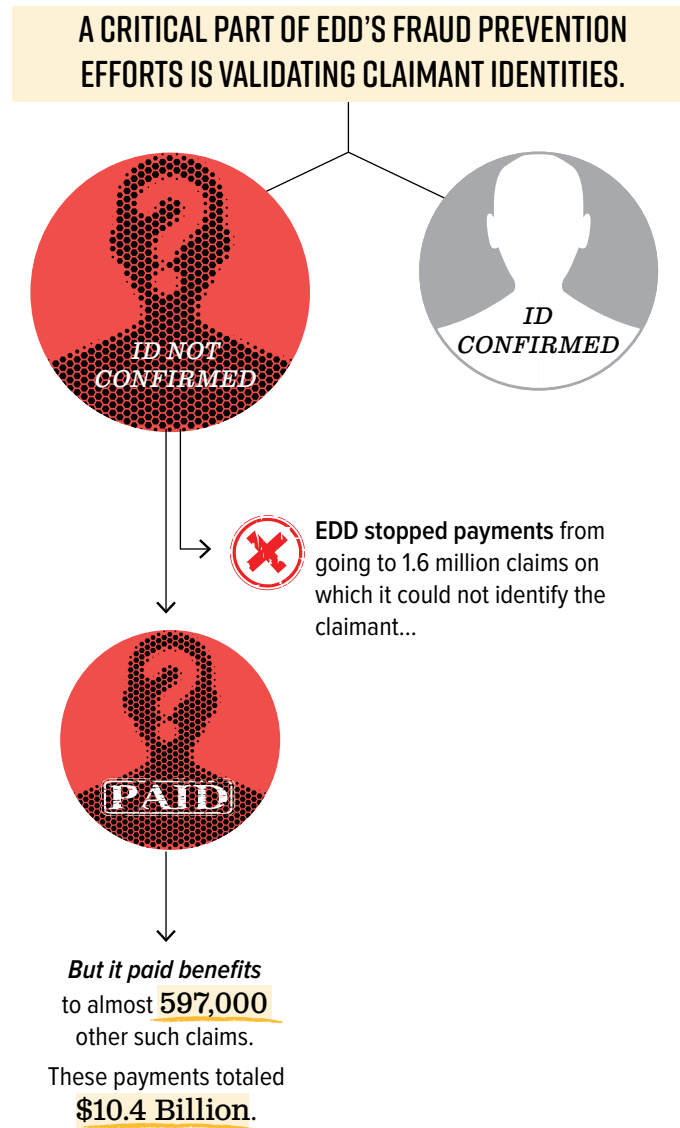 A CRITICAL PART OF EDD’S FRAUD PREVENTION
EFFORTS IS VALIDATING CLAIMANT IDENTITIES.
ID NOT
CONFIRMED
ID
CONFIRMED
EDD stopped payments from
going to 1.6 million claims on
which it could not identify the
claimant...
PAID
But it paid benefits
to almost 597,000
other such claims.
These payments totaled
$10.4 Billion.